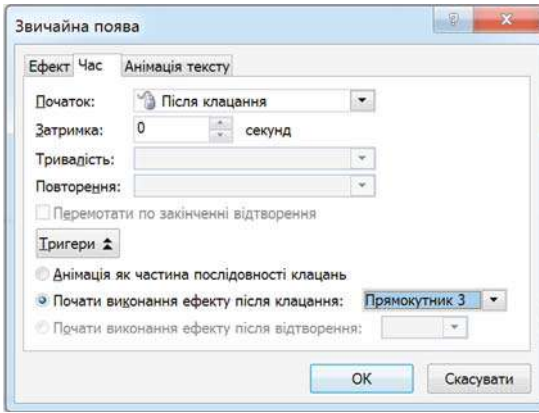 Звичайна поява
Ефект Час Анімація тексту
Початок: Після клацання
Затримка: 0 секунд
Тривалість:
Повторення:
Перемотати по закінченні відтворення
Тригери
Анімація як частина послідовності клацань
Почати виконання ефекту після клацання: Прямокутник 3
Почати виконання ефекту після відтворення:
ОК Скасувати